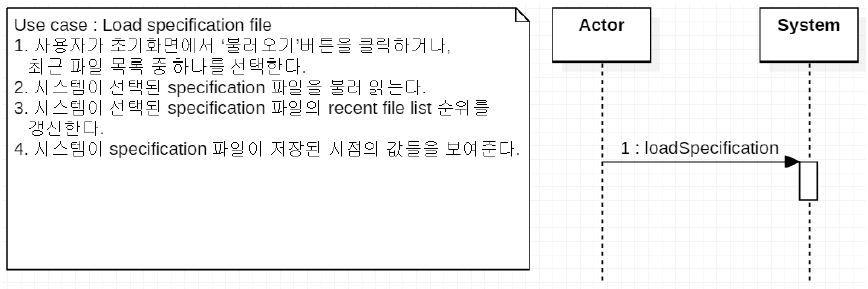 Use case : Load specification file
1. 사용자가 초기화면에서 ‘불러오기’버튼을 클릭하거나,
최근 파일 목록 중 하나를 선택한다.
2. 시스템이 선택된 specification 파일을 불러 읽는다.
3. 시스템이 선택된 specification 파일의 recent file list 순위를
갱신한다.
4. 시스템이 specification 파일이 저장된 시점의 값들을 보여준다.
Actor
System
1 : loadSpecification